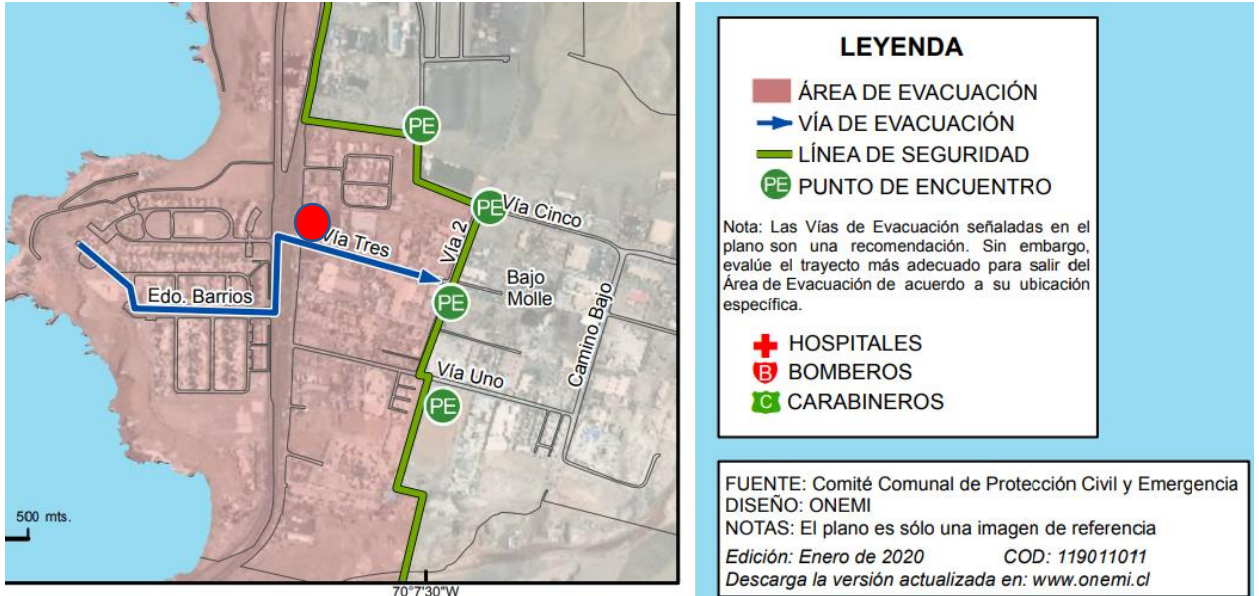 PE
PE
Vía Cinco
Vía Tres
Vía 2
Bajo
Molle
Edo. Barrios
PE
Camino Bajo
Vía Uno
PE
500 mts.
70°7'30"W
LEYENDA
ÁREA DE EVACUACIÓN
VÍA DE EVACUACIÓN
LÍNEA DE SEGURIDAD
PE PUNTO DE ENCUENTRO
Nota: Las Vías de Evacuación señaladas en el
plano son una recomendación. Sin embargo,
evalúe el trayecto más adecuado para salir del
Área de Evacuación de acuerdo a su ubicación
específica.
HOSPITALES
B BOMBEROS
C CARABINEROS
FUENTE: Comité Comunal de Protección Civil y Emergencia
DISEÑO: ONEMI
NOTAS: El plano es sólo una imagen de referencia
Edición: Enero de 2020 COD: 119011011
Descarga la versión actualizada en: www.onemi.cl